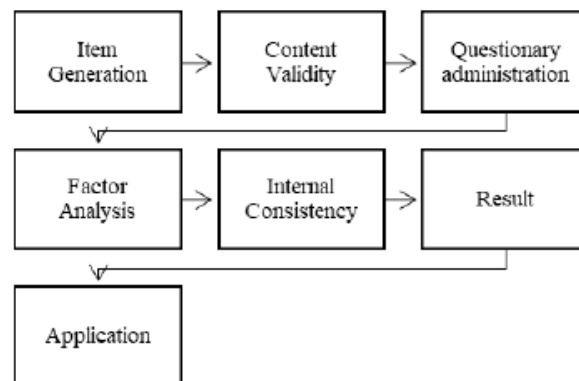 Item
Generation
Content
Validity
Questionary
administration
Factor
Analysis
Internal
Consistency
Result
Application